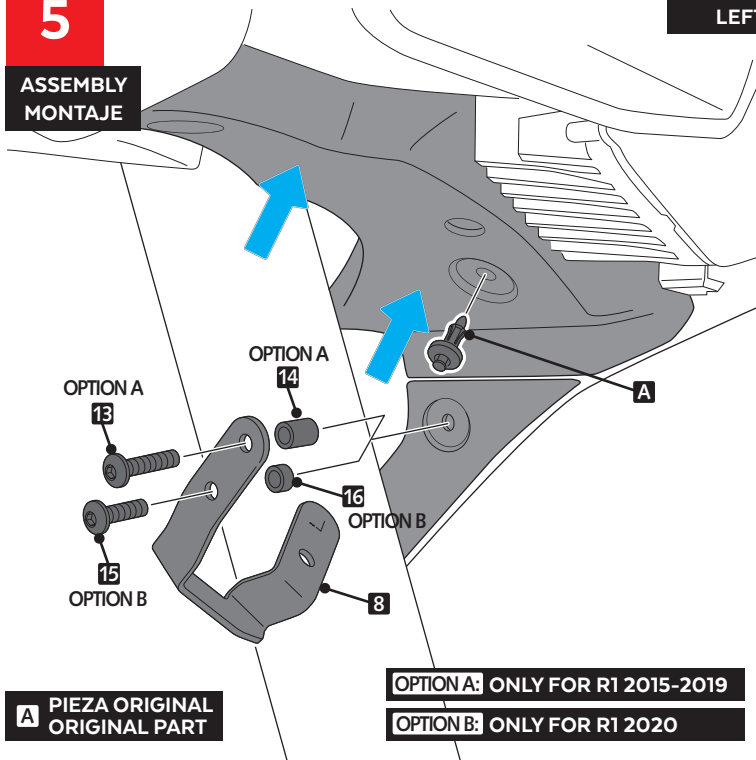 5
LEFT
ASSEMBLY
MONTAJE
OPTION A
14
OPTION A
13
A
16
OPTION B
15
OPTION B
L
8
A PIEZA ORIGINAL
ORIGINAL PART
OPTION A: ONLY FOR R1 2015-2019
OPTION B: ONLY FOR R1 2020